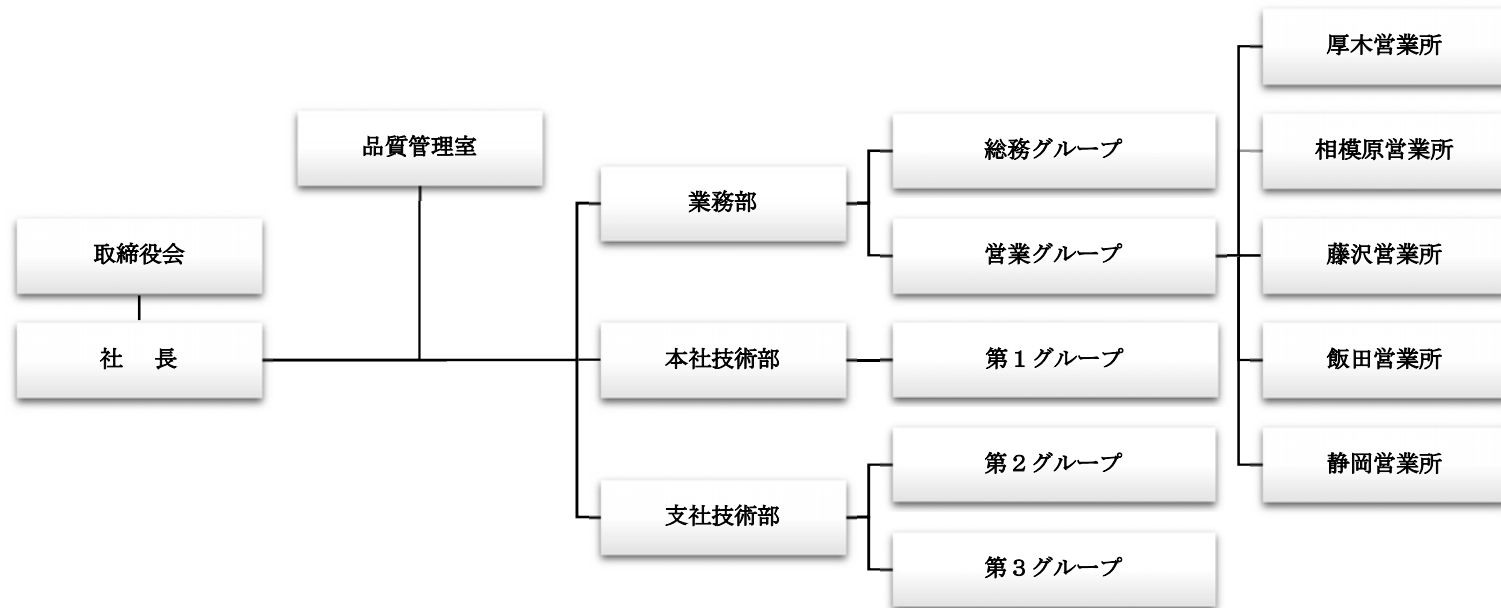 取締役会
社　長
品質管理室
業務部
本社技術部
支社技術部
総務グループ
営業グループ
第１グループ
第２グループ
第３グループ
厚木営業所
相模原営業所
藤沢営業所
飯田営業所
静岡営業所